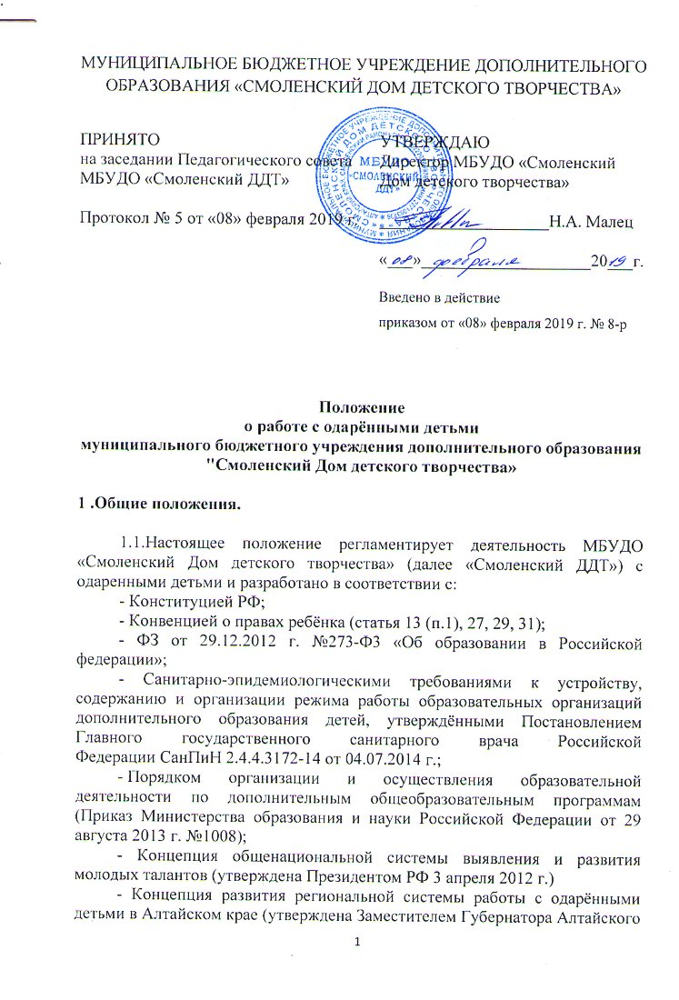 МУНИЦИПАЛЬНОЕ БЮДЖЕТНОЕ УЧРЕЖДЕНИЕ ДОПОЛНИТЕЛЬНОГО
ОБРАЗОВАНИЯ «СМОЛЕНСКИЙ ДОМ ДЕТСКОГО ТВОРЧЕСТВА»
ПРИНЯТО
на заседании Педагогического совета
МБУДО «Смоленский ДДТ»
Протокол № 5 от «08» февраля 2019 г.
МБУДО
«СМОЛЕНСКИЙ
ДДТ»
УТВЕРЖДАЮ
Директор МБУДО «Смоленский
Дом детского творчества»
Н.А. Малец
«08» февраля 2019 г.
Введено в действие
приказом от «08» февраля 2019 г. № 8-р
Положение
о работе с одарёнными детьми
муниципального бюджетного учреждения дополнительного образования
"Смоленский Дом детского творчества»
1 .Общие положения.
1.1.Настоящее положение регламентирует деятельность МБУДО
«Смоленский Дом детского творчества» (далее «Смоленский ДДТ») с
одаренными детьми и разработано в соответствии с:
- Конституцией РФ;
- Конвенцией о правах ребёнка (статья 13 (п.1), 27, 29, 31);
- ФЗ от 29.12.2012 г. №273-ФЗ «Об образовании в Российской
федерации»;
- Санитарно-эпидемиологическими требованиями к устройству,
содержанию и организации режима работы образовательных организаций
дополнительного образования детей, утверждёнными Постановлением
Главного государственного санитарного врача Российской
Федерации СанПиН 2.4.4.3172-14 от 04.07.2014 г.;
- Порядком организации и осуществления образовательной
деятельности по дополнительным общеобразовательным программам
(Приказ Министерства образования и науки Российской Федерации от 29
августа 2013 г. №1008);
- Концепция общенациональной системы выявления и развития
молодых талантов (утверждена Президентом РФ 3 апреля 2012 г.)
- Концепция развития региональной системы работы с одарёнными
детьми в Алтайском крае (утверждена Заместителем Губернатора Алтайского
1